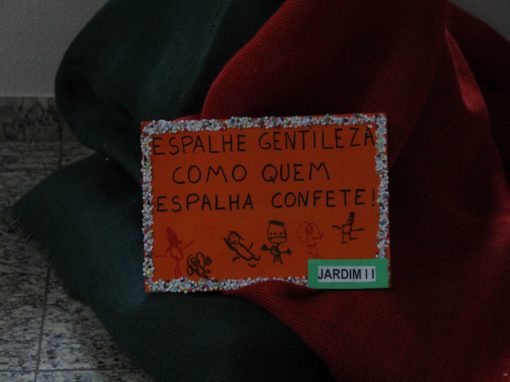 ESPALHE GENTILEZA
COMO QUEM
ESPALHA CONFETE!
JARDIM II